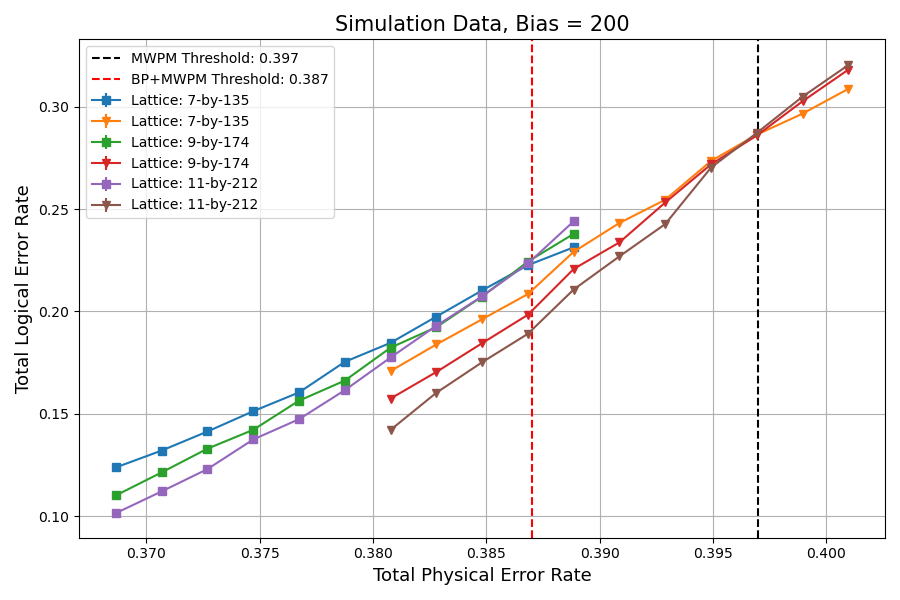 Simulation Data, Bias = 200
MWPM Threshold: 0.397
BP+MWPM Threshold: 0.387
Lattice: 7-by-135
Lattice: 7-by-135
Lattice: 9-by-174
Lattice: 9-by-174
Lattice: 11-by-212
Lattice: 11-by-212
Total Logical Error Rate
0.30
0.25
0.20
0.15
0.10
0.370
0.375
0.380
0.385
0.390
0.395
0.400
Total Physical Error Rate